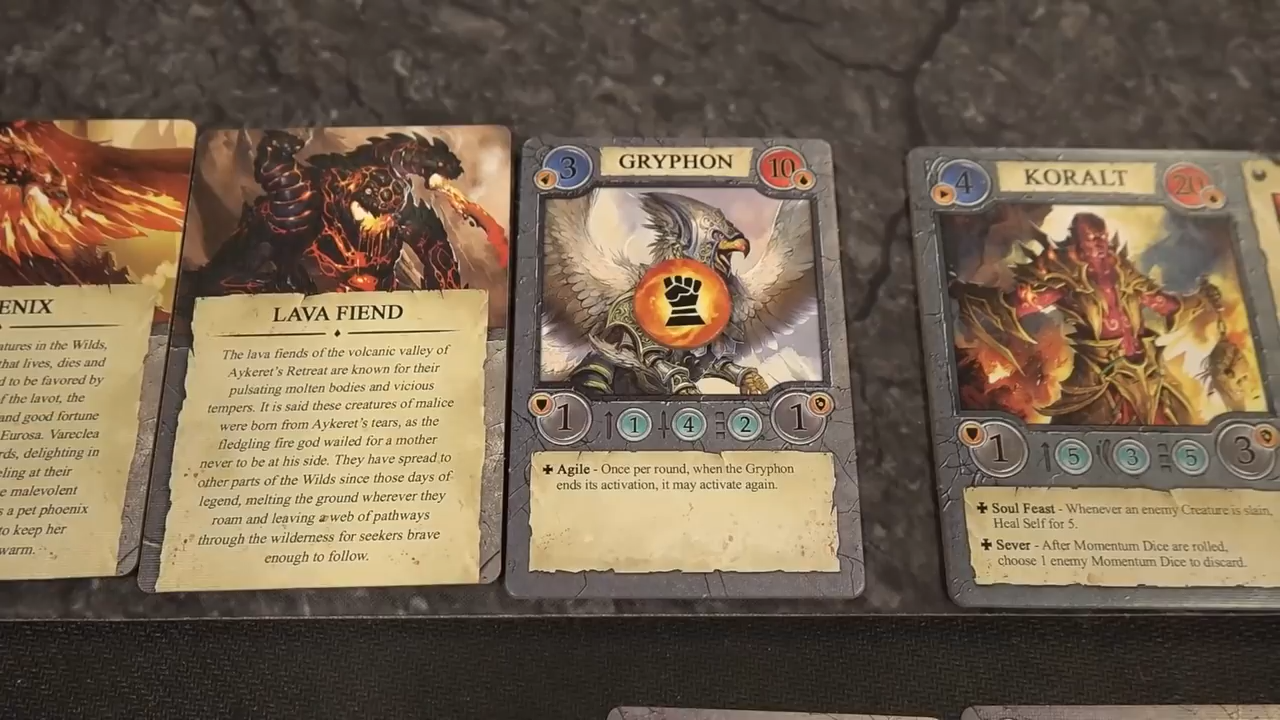 ENIX
atures in the Wilds,
that lives, dies and
d to be favored by
f the lavot, the
and good fortune
Eurosa. Vareclea
rds, delighting in
eling at their
e malevolent
s a pet phoenix
to keep her
warm.
LAVA FIEND
The lava fiends of the volcanic valley of
Aykeret's Retreat are known for their
pulsating molten bodies and vicious
tempers. It is said these creatures of malice
were born from Aykeret's tears, as the
fledgling fire god wailed for a mother
never to be at his side. They have spread to
other parts of the Wilds since those days of
legend, melting the ground wherever they
roam and leaving a web of pathways
through the wilderness for seekers brave
enough to follow.
3 GRYPHON 10
1 1 4 2 1
Agile - Once per round, when the Gryphon
ends its activation, it may activate again.
4 KORALT 20
1 5 3 5 3
Soul Feast - Whenever an enemy Creature is slain,
Heal Self for 5.
Sever - After Momentum Dice are rolled,
choose 1 enemy Momentum Dice to discard.